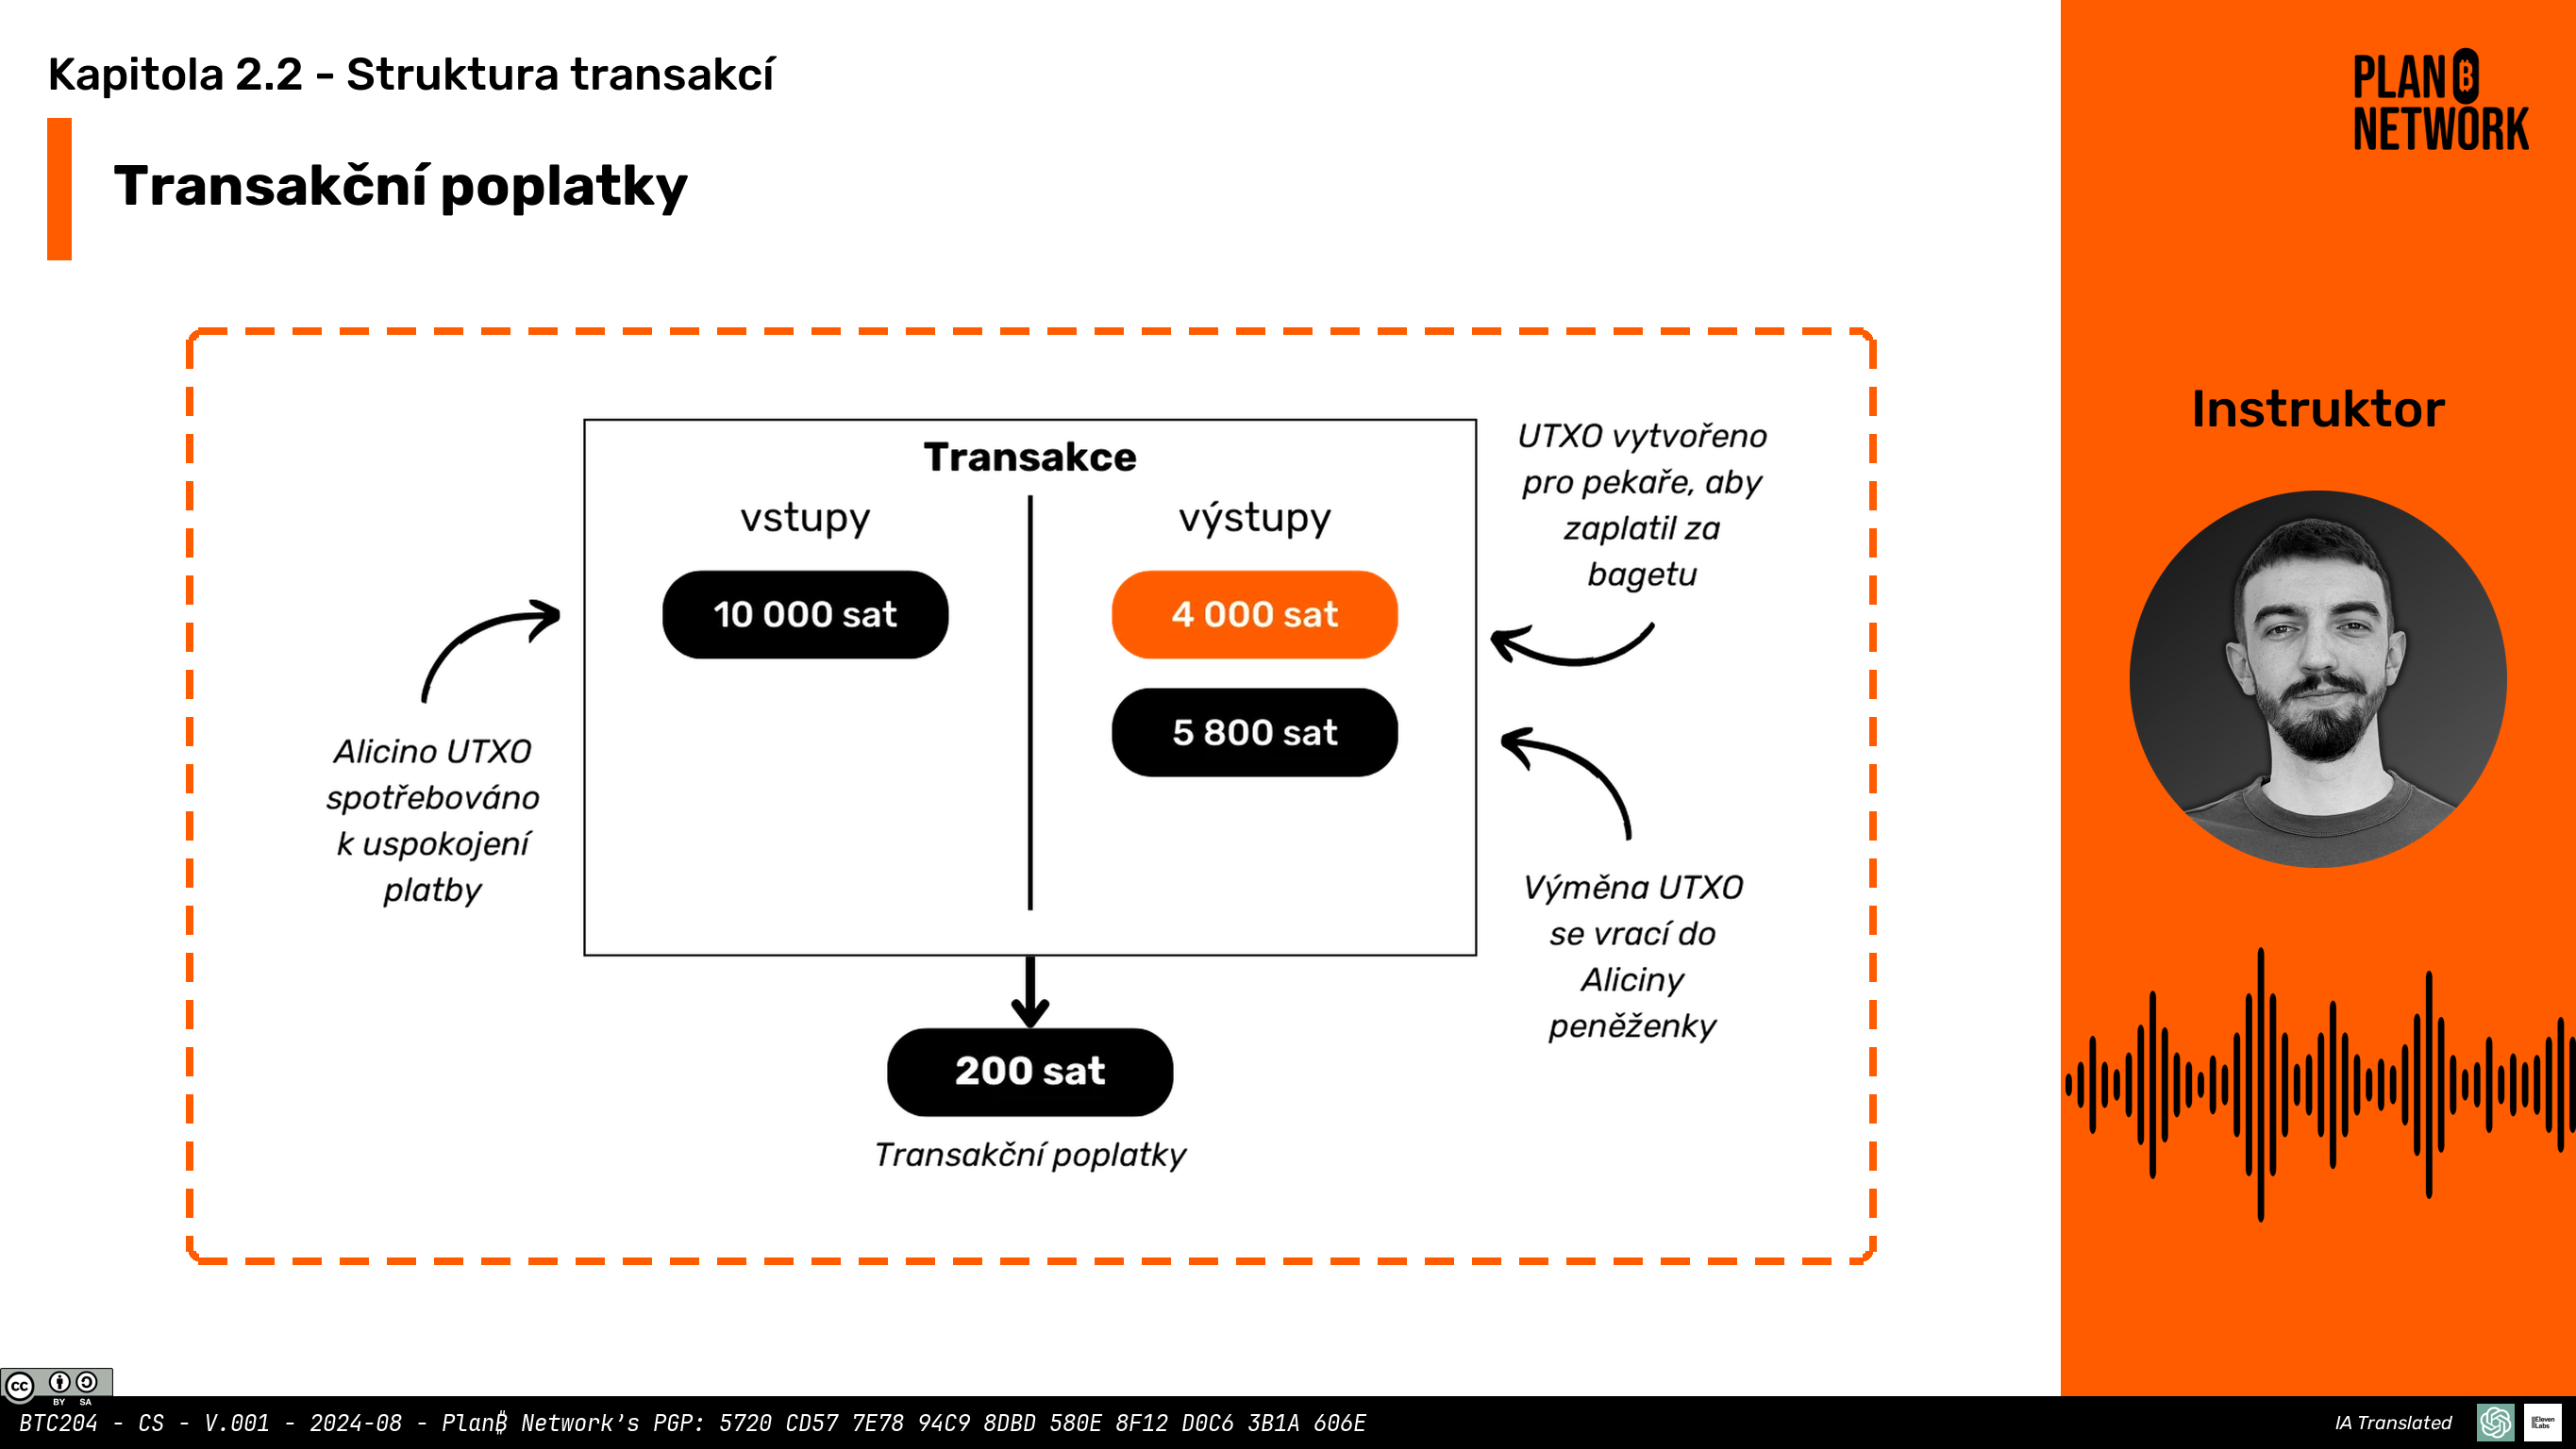 Kapitola 2.2 - Struktura transakcí
Transakční poplatky
PLAN B
NETWORK
Instruktor
Transakce
vstupy
výstupy
10 000 sat
4 000 sat
5 800 sat
UTXO vytvořeno
pro pekaře, aby
zaplatil za
bagetu
Alicino UTXO
spotřebováno
k uspokojení
platby
Výměna UTXO
se vrací do
Aliciny
peněženky
200 sat
Transakční poplatky
cc
BY SA
BTC204 - CS - V.001 - 2024-08 - Plan₿ Network's PGP: 5720 CD57 7E78 94C9 8DBD 580E 8F12 D0C6 3B1A 606E
IA Translated
ElevenLabs